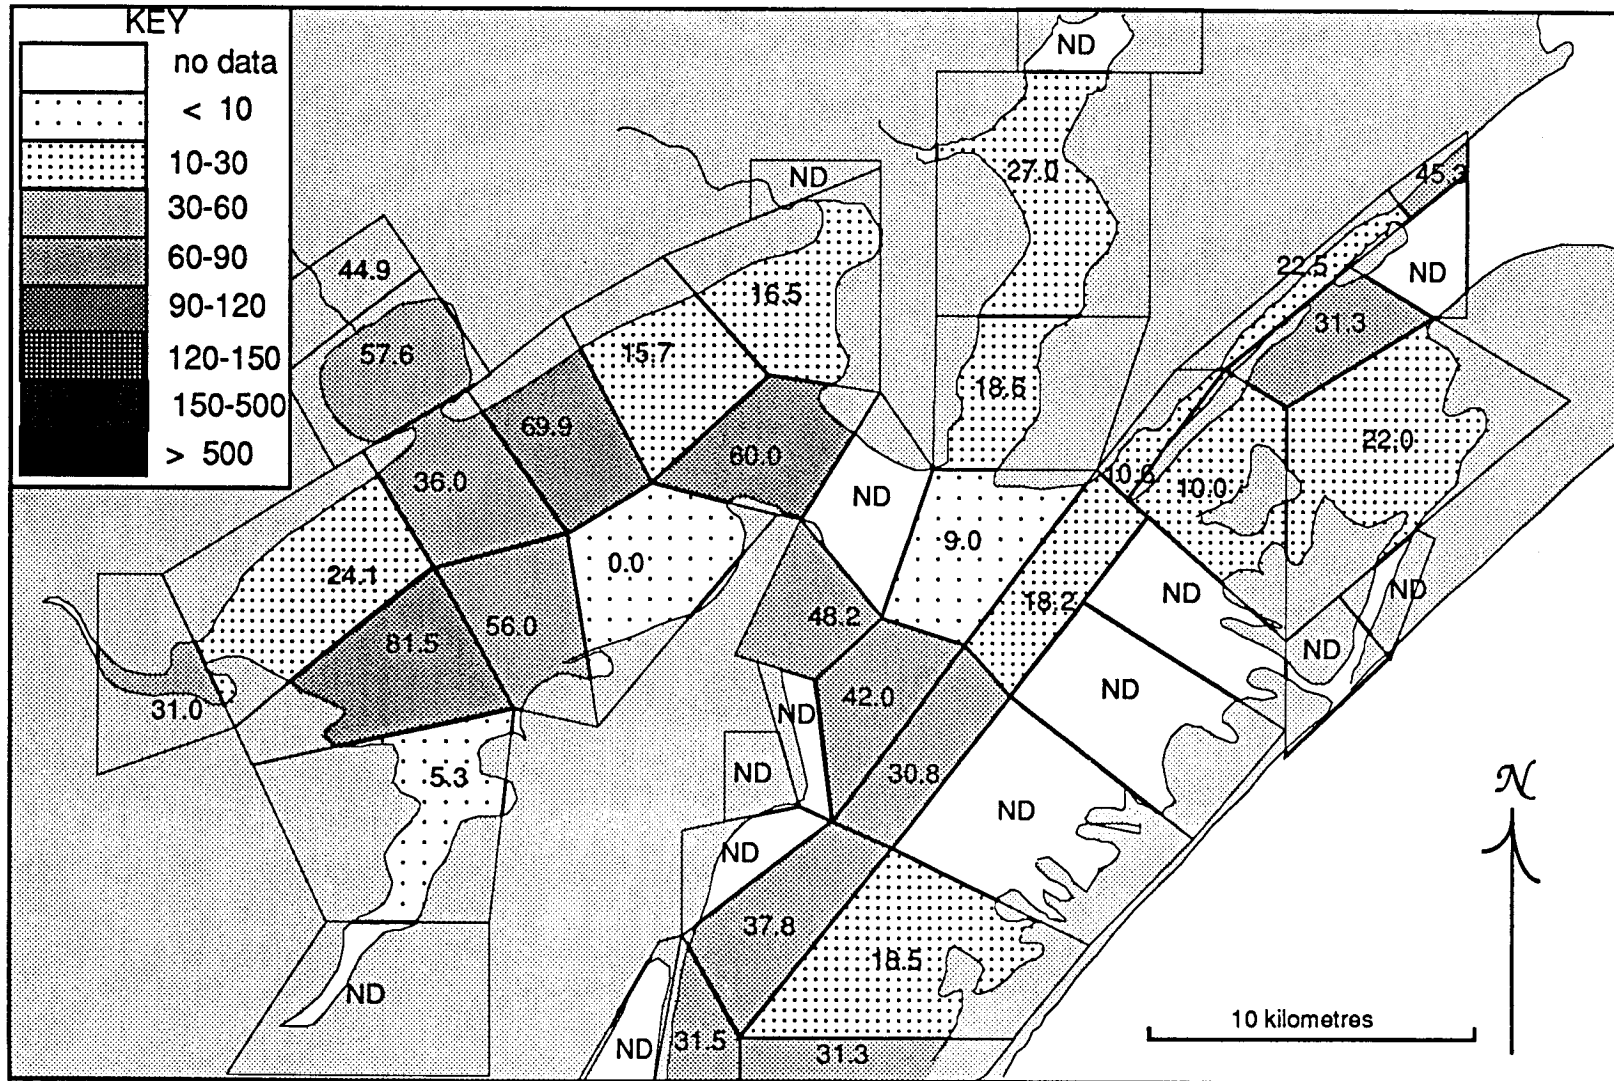 KEY
no data
< 10
10-30
30-60
60-90
90-120
120-150
150-500
> 500
ND
ND
27.0
45.3
44.9
22.5
ND
16.5
31.3
57.6
15.7
18.6
69.9
22.0
60.0
36.0
10.6
10.0
ND
9.0
0.0
24.1
18.2
ND
ND
48.2
56.0
81.5
ND
42.0
ND
31.0
ND
5.3
ND
30.8
ND
ND
37.8
18.5
ND
ND
31.5
31.3
N
10 kilometres